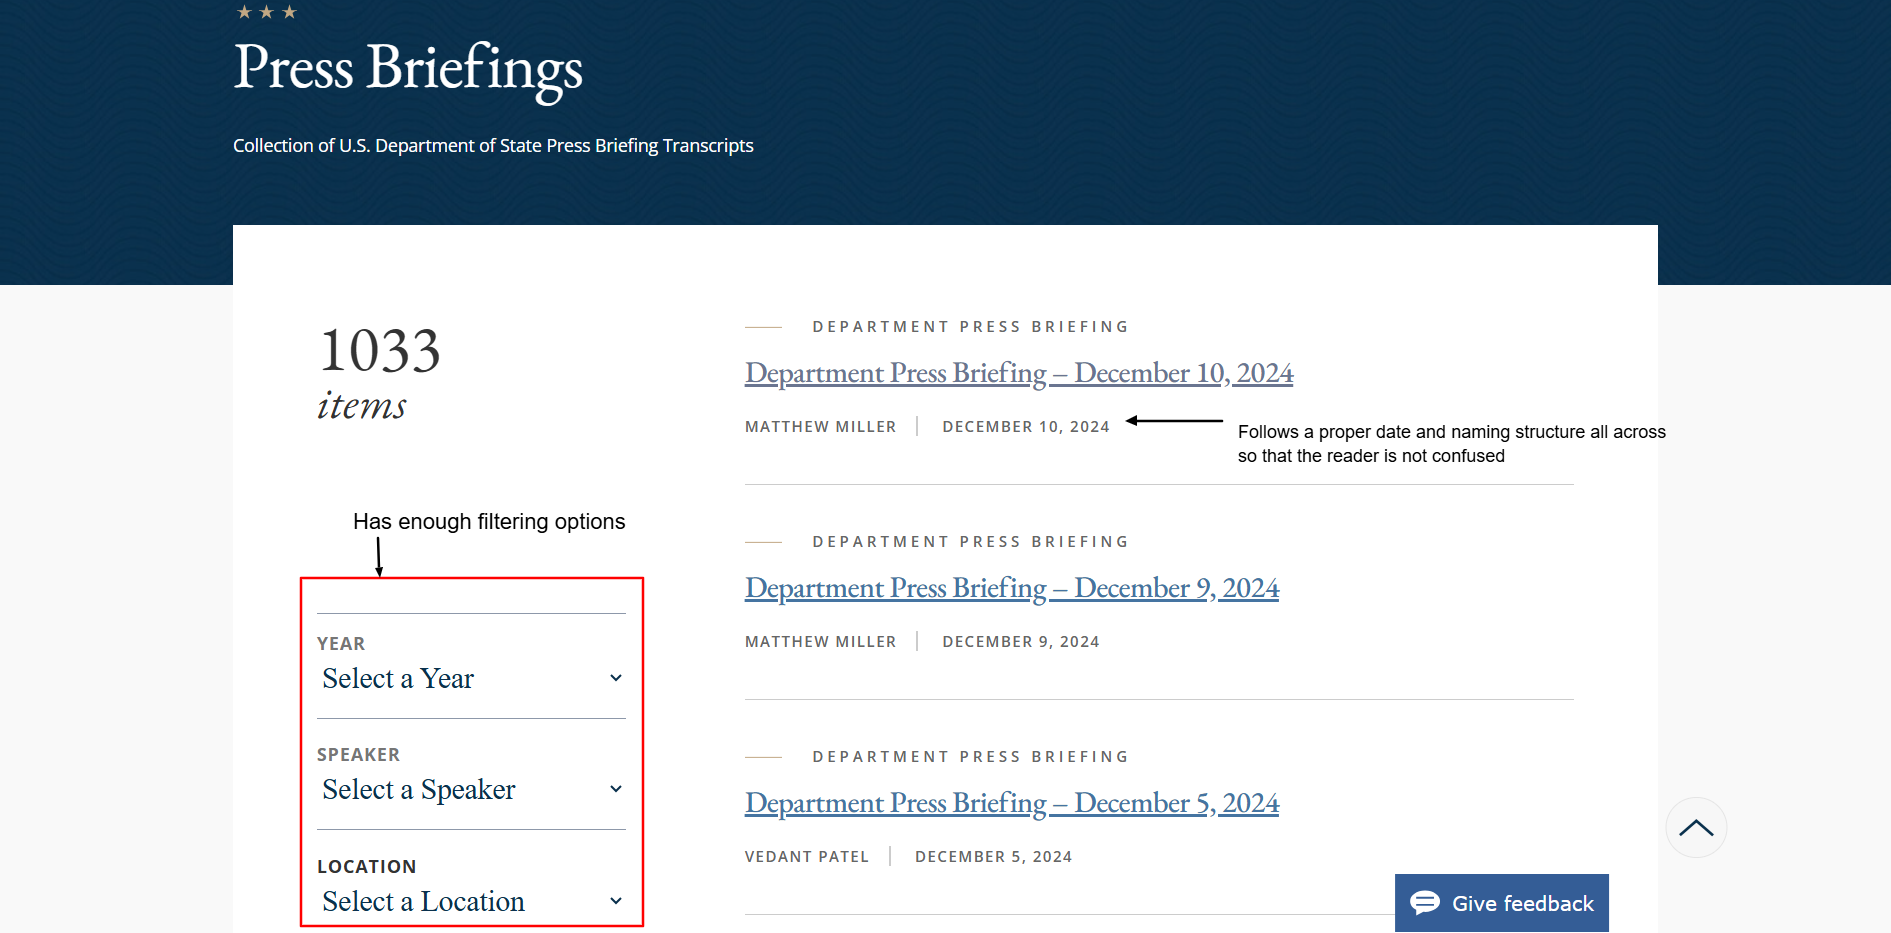 Press Briefings
Collection of U.S. Department of State Press Briefing Transcripts
1033
items
Has enough filtering options
YEAR
Select a Year
SPEAKER
Select a Speaker
LOCATION
Select a Location
DEPARTMENT PRESS BRIEFING
Department Press Briefing – December 10, 2024
MATTHEW MILLER | DECEMBER 10, 2024
Follows a proper date and naming structure all across
so that the reader is not confused
DEPARTMENT PRESS BRIEFING
Department Press Briefing – December 9, 2024
MATTHEW MILLER | DECEMBER 9, 2024
DEPARTMENT PRESS BRIEFING
Department Press Briefing – December 5, 2024
VEDANT PATEL | DECEMBER 5, 2024
Give feedback